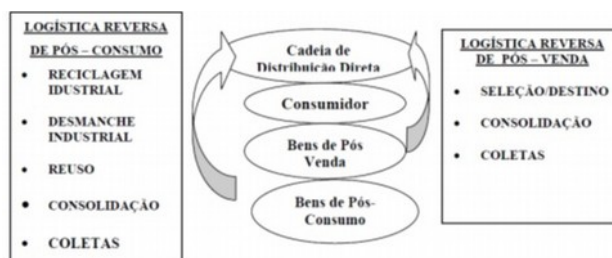 LOGÍSTICA REVERSA
DE PÓS – CONSUMO
• RECICLAGEM
IDUSTRIAL
• DESMANCHE
INDUSTRIAL
• REUSO
• CONSOLIDAÇÃO
• COLETAS
Cadeia de
Distribuição Direta
Consumidor
Bens de Pós
Venda
Bens de Pós-
Consumo
LOGÍSTICA REVERSA
DE PÓS – VENDA
• SELEÇÃO/DESTINO
• CONSOLIDAÇÃO
• COLETAS